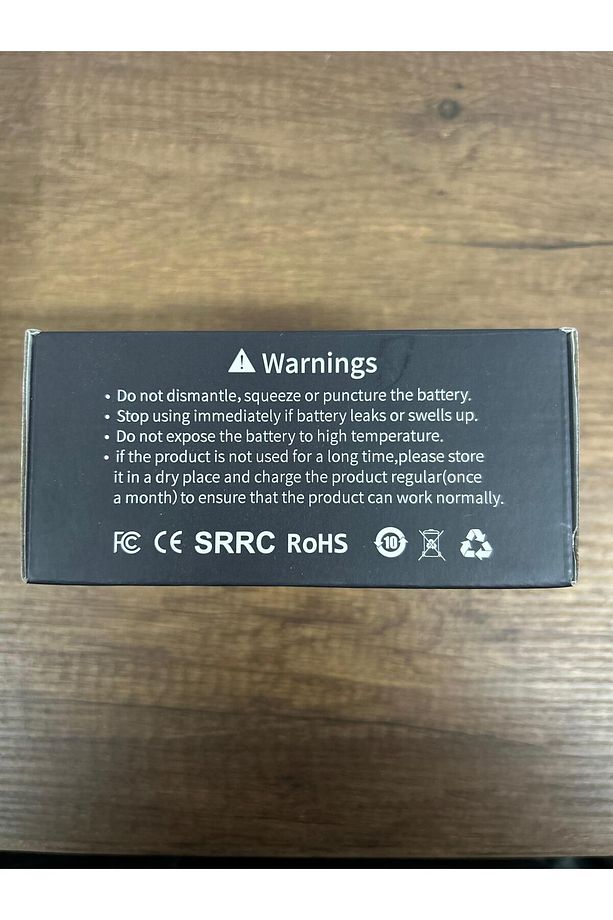 Warnings
• Do not dismantle, squeeze or puncture the battery.
• Stop using immediately if battery leaks or swells up.
• Do not expose the battery to high temperature.
• if the product is not used for a long time,please store
it in a dry place and charge the product regular(once
a month) to ensure that the product can work normally.
FC CE SRRC RoHS 10